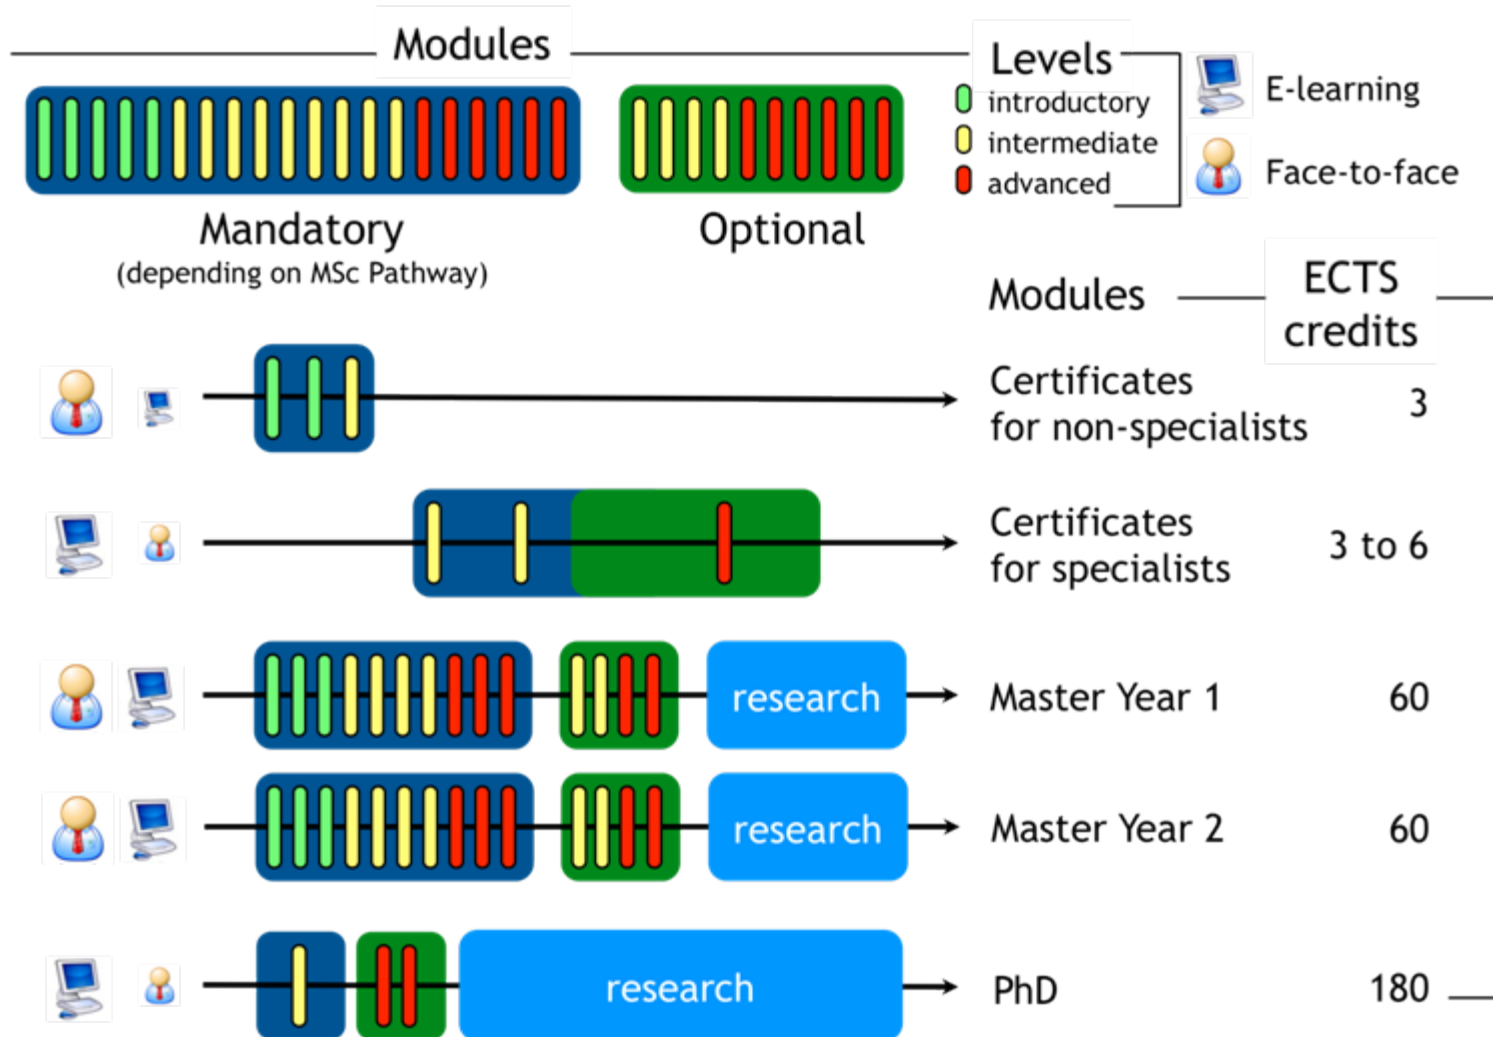 Modules
Levels
introductory
intermediate
advanced
E-learning
Face-to-face
Mandatory
(depending on MSc Pathway)
Optional
Modules
ECTS
credits
Certificates
for non-specialists
3
Certificates
for specialists
3 to 6
research
Master Year 1
60
research
Master Year 2
60
research
PhD
180